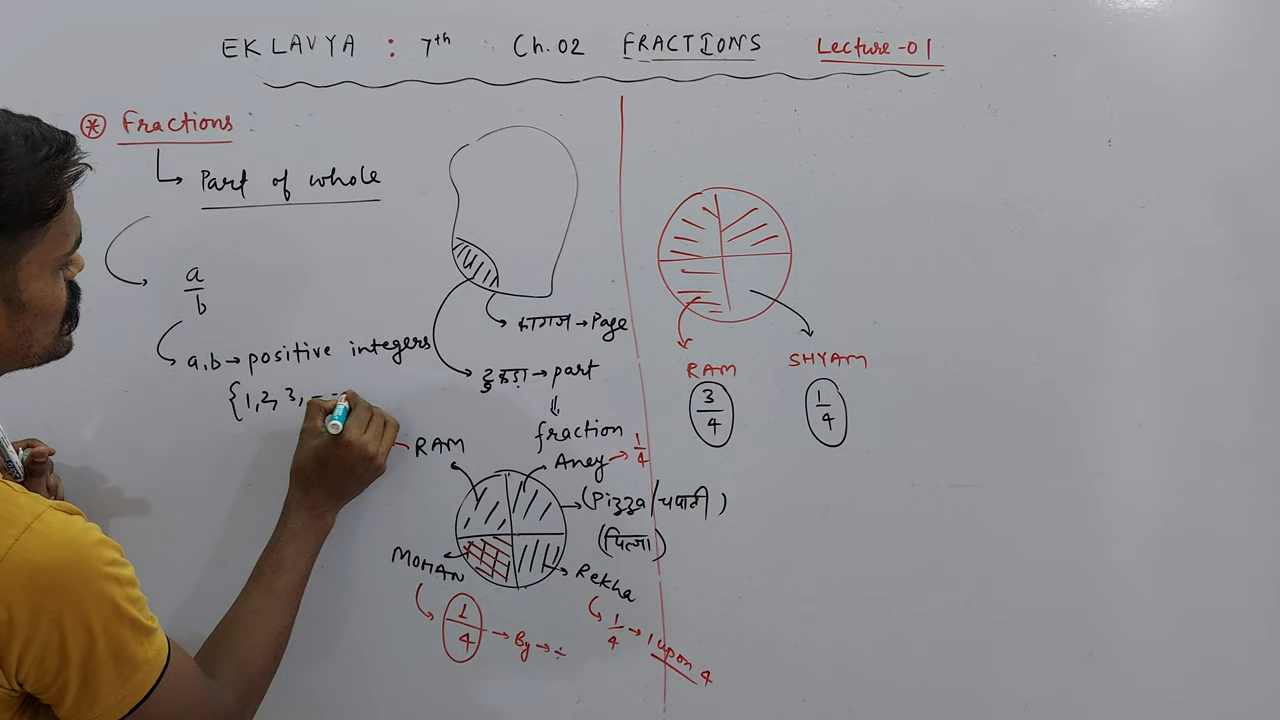 EKLAVYA : 7th Ch. 02 FRACTIONS Lecture-01
* Fractions
Part of whole
a/b
a,b → positive integers
{1, 2, 3, - -
कागज → Page
टुकड़ा → part
fraction
RAM
Aney → 1/4
(Pizza/चपाती)
(पित्जा)
MOHAN
1/4 → By → ÷
Rekha
1/4 → 1 upon 4
RAM
3/4
SHYAM
1/4